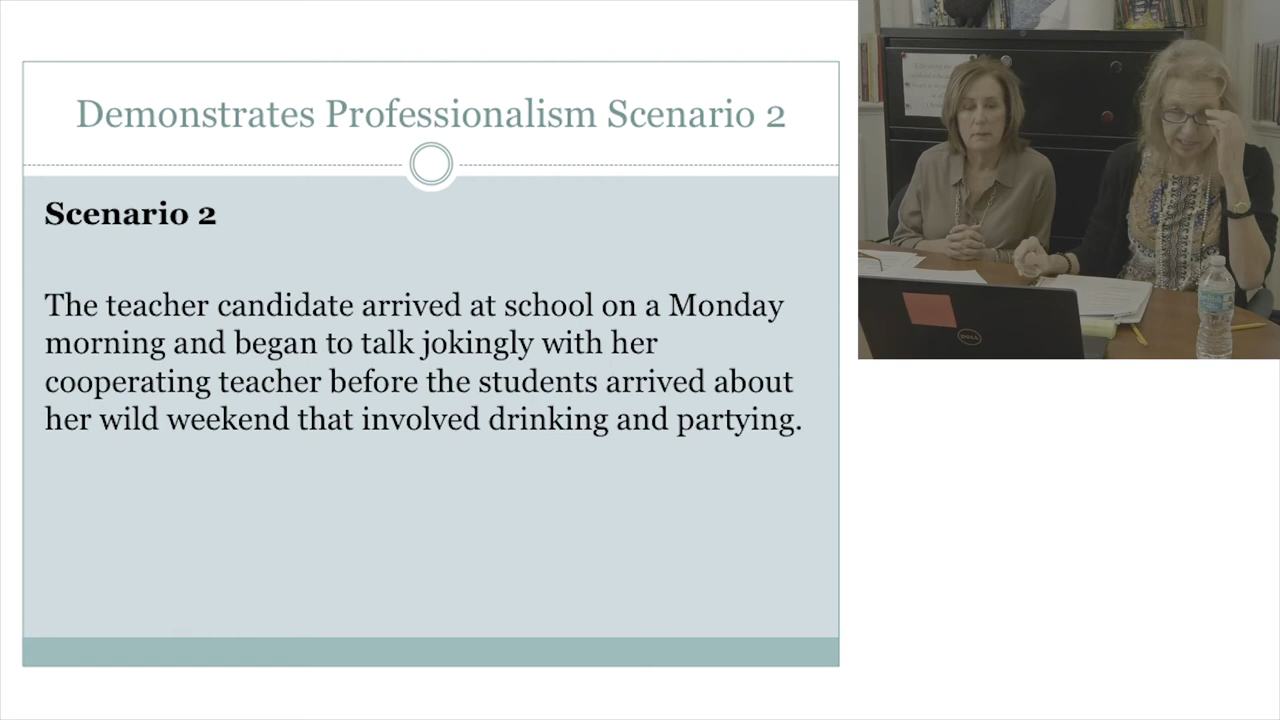 Demonstrates Professionalism Scenario 2
Scenario 2
The teacher candidate arrived at school on a Monday
morning and began to talk jokingly with her
cooperating teacher before the students arrived about
her wild weekend that involved drinking and partying.
DELL